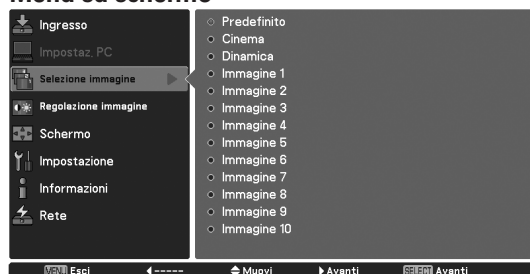 Menu su schermo
Ingresso
Impostaz. PC
Selezione immagine
Regolazione immagine
Schermo
Impostazione
Informazioni
Rete
Predefinito
Cinema
Dinamica
Immagine 1
Immagine 2
Immagine 3
Immagine 4
Immagine 5
Immagine 6
Immagine 7
Immagine 8
Immagine 9
Immagine 10
MENU Esci ----- Muovi Avanti SELECT Avanti